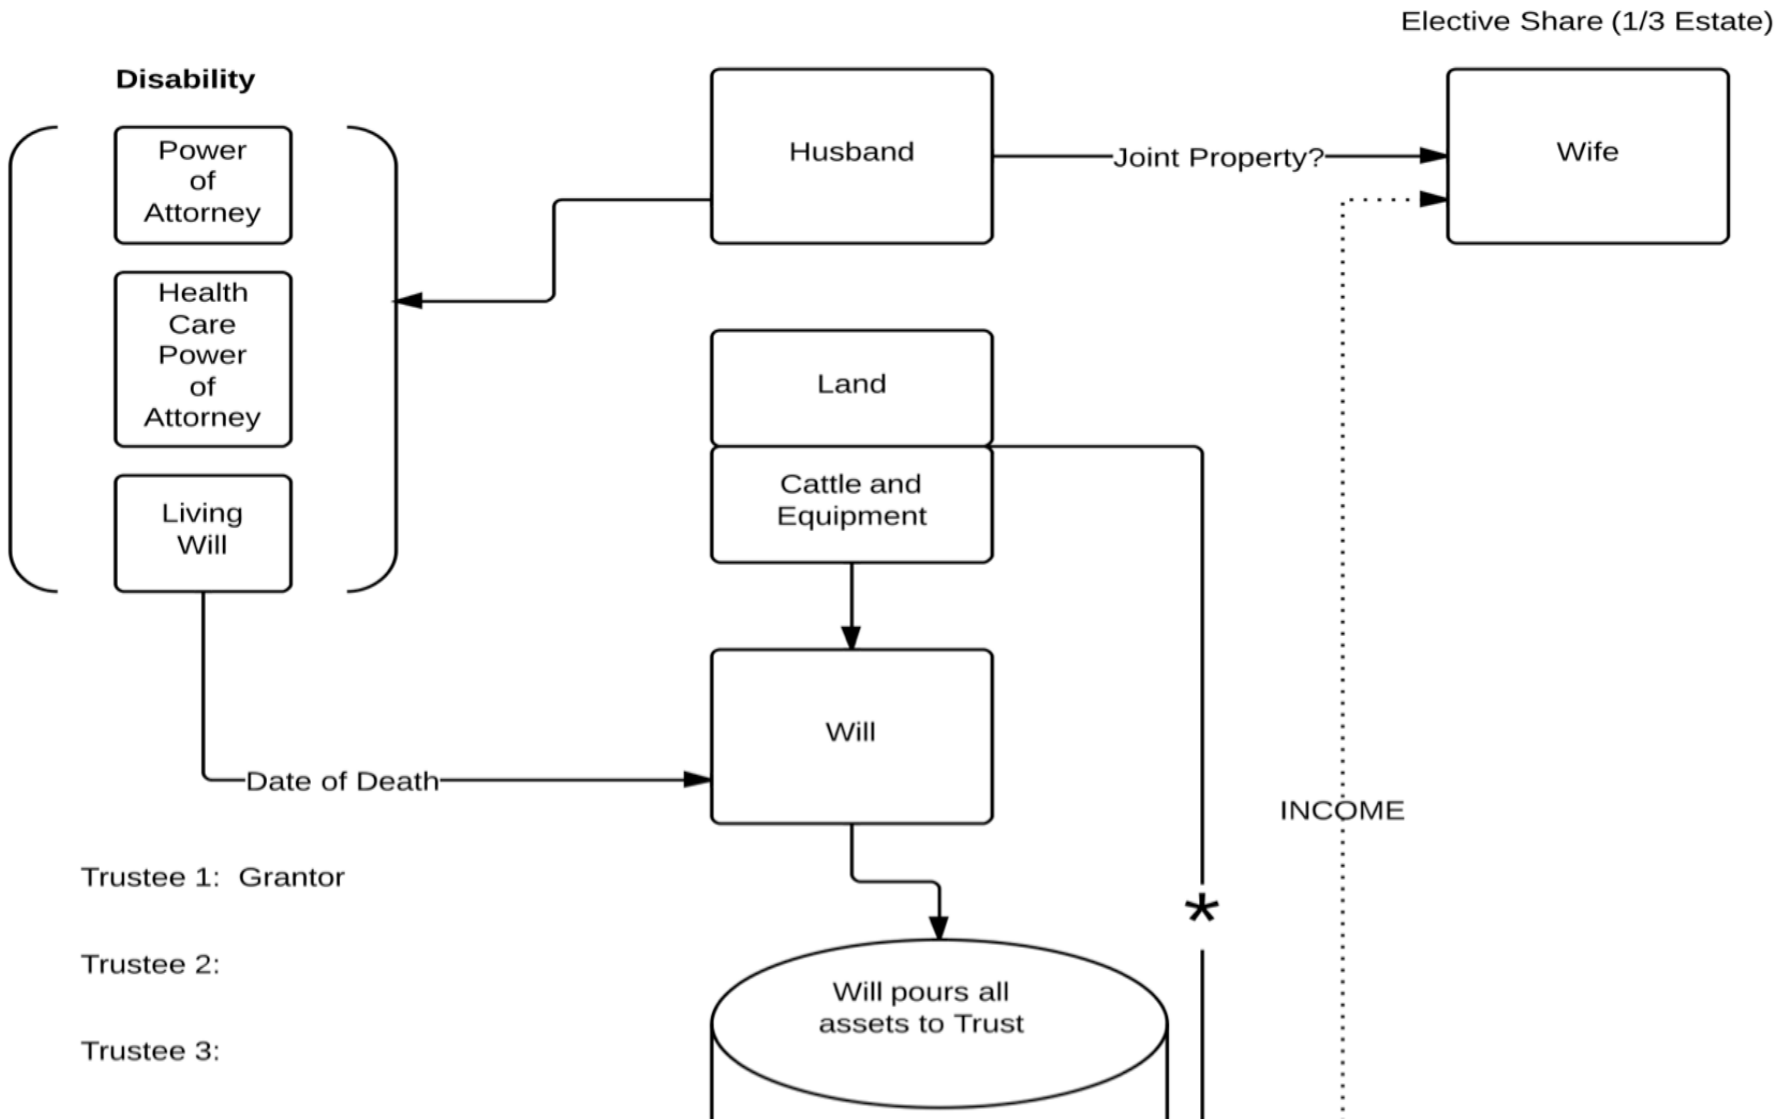 Elective Share (1/3 Estate)
Disability
Power
of
Attorney
Health
Care
Power
of
Attorney
Living
Will
Husband
Joint Property?
Wife
Land
Cattle and
Equipment
Will
Date of Death
INCOME
Trustee 1:  Grantor
Trustee 2:
Trustee 3:
*
Will pours all
assets to Trust